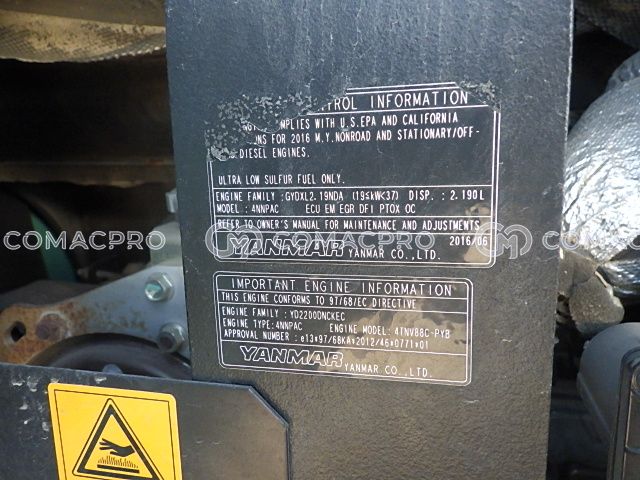 TROL INFORMATION
COMPLIES WITH U.S.EPA AND CALIFORNIA
FOR 2016 M.Y.NONROAD AND STATIONARY/OFF-
DIESEL ENGINES.
ULTRA LOW SULFUR FUEL ONLY.
ENGINE FAMILY : GYDXL2.19NDA (19≤kW<37) DISP. : 2.190L
MODEL : 4NNPAC ECU EM EGR DFI PTOX OC
REFER TO OWNER'S MANUAL FOR MAINTENANCE AND ADJUSTMENTS
2016/06
YANMAR YANMAR CO.,LTD.
COMACPRO COMACPRO COMACPRO
IMPORTANT ENGINE INFORMATION
THIS ENGINE CONFORMS TO 97/68/EC DIRECTIVE
ENGINE FAMILY : YD2200DNCKEC
ENGINE TYPE:4NNPAC ENGINE MODEL: 4TNV88C-PYB
APPROVAL NUMBER : e13*97/68KA*2012/46*0771*01
YANMAR YANMAR CO.,LTD.